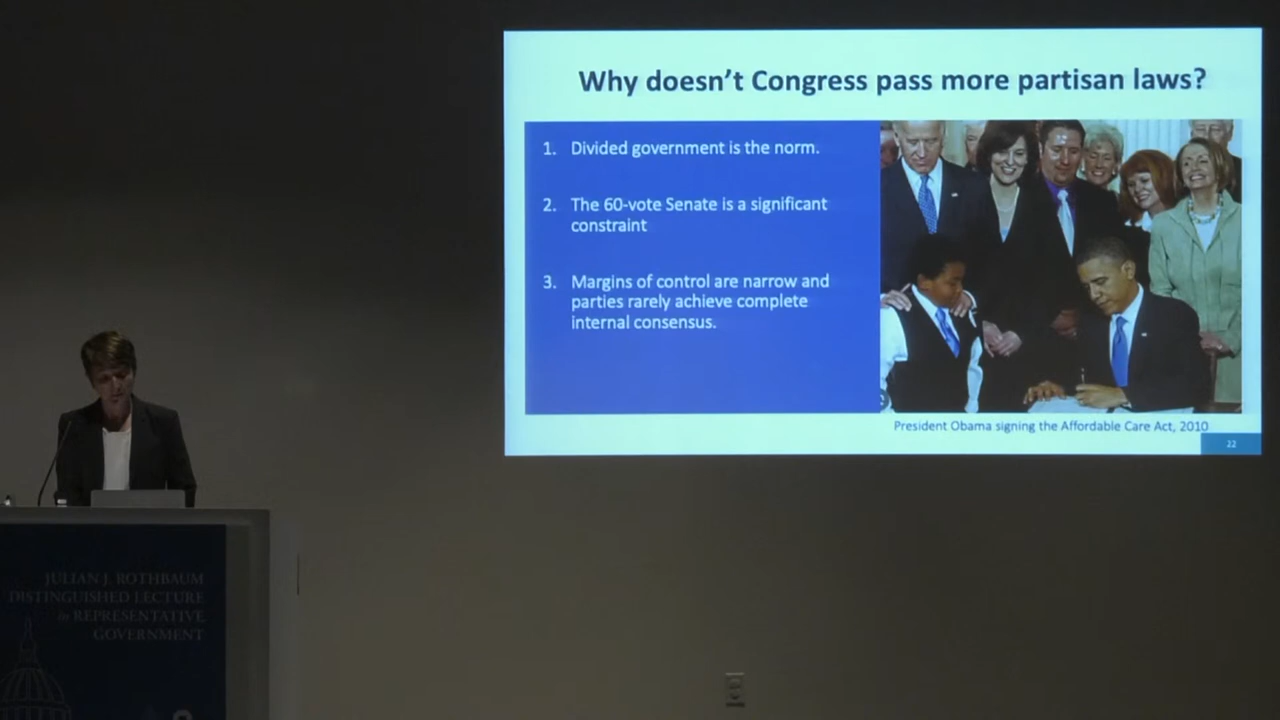 Why doesn't Congress pass more partisan laws?
1. Divided government is the norm.
2. The 60-vote Senate is a significant
constraint
3. Margins of control are narrow and
parties rarely achieve complete
internal consensus.
President Obama signing the Affordable Care Act, 2010
22
JULIAN J. ROTHBAUM
DISTINGUISHED LECTURE
in REPRESENTATIVE
GOVERNMENT